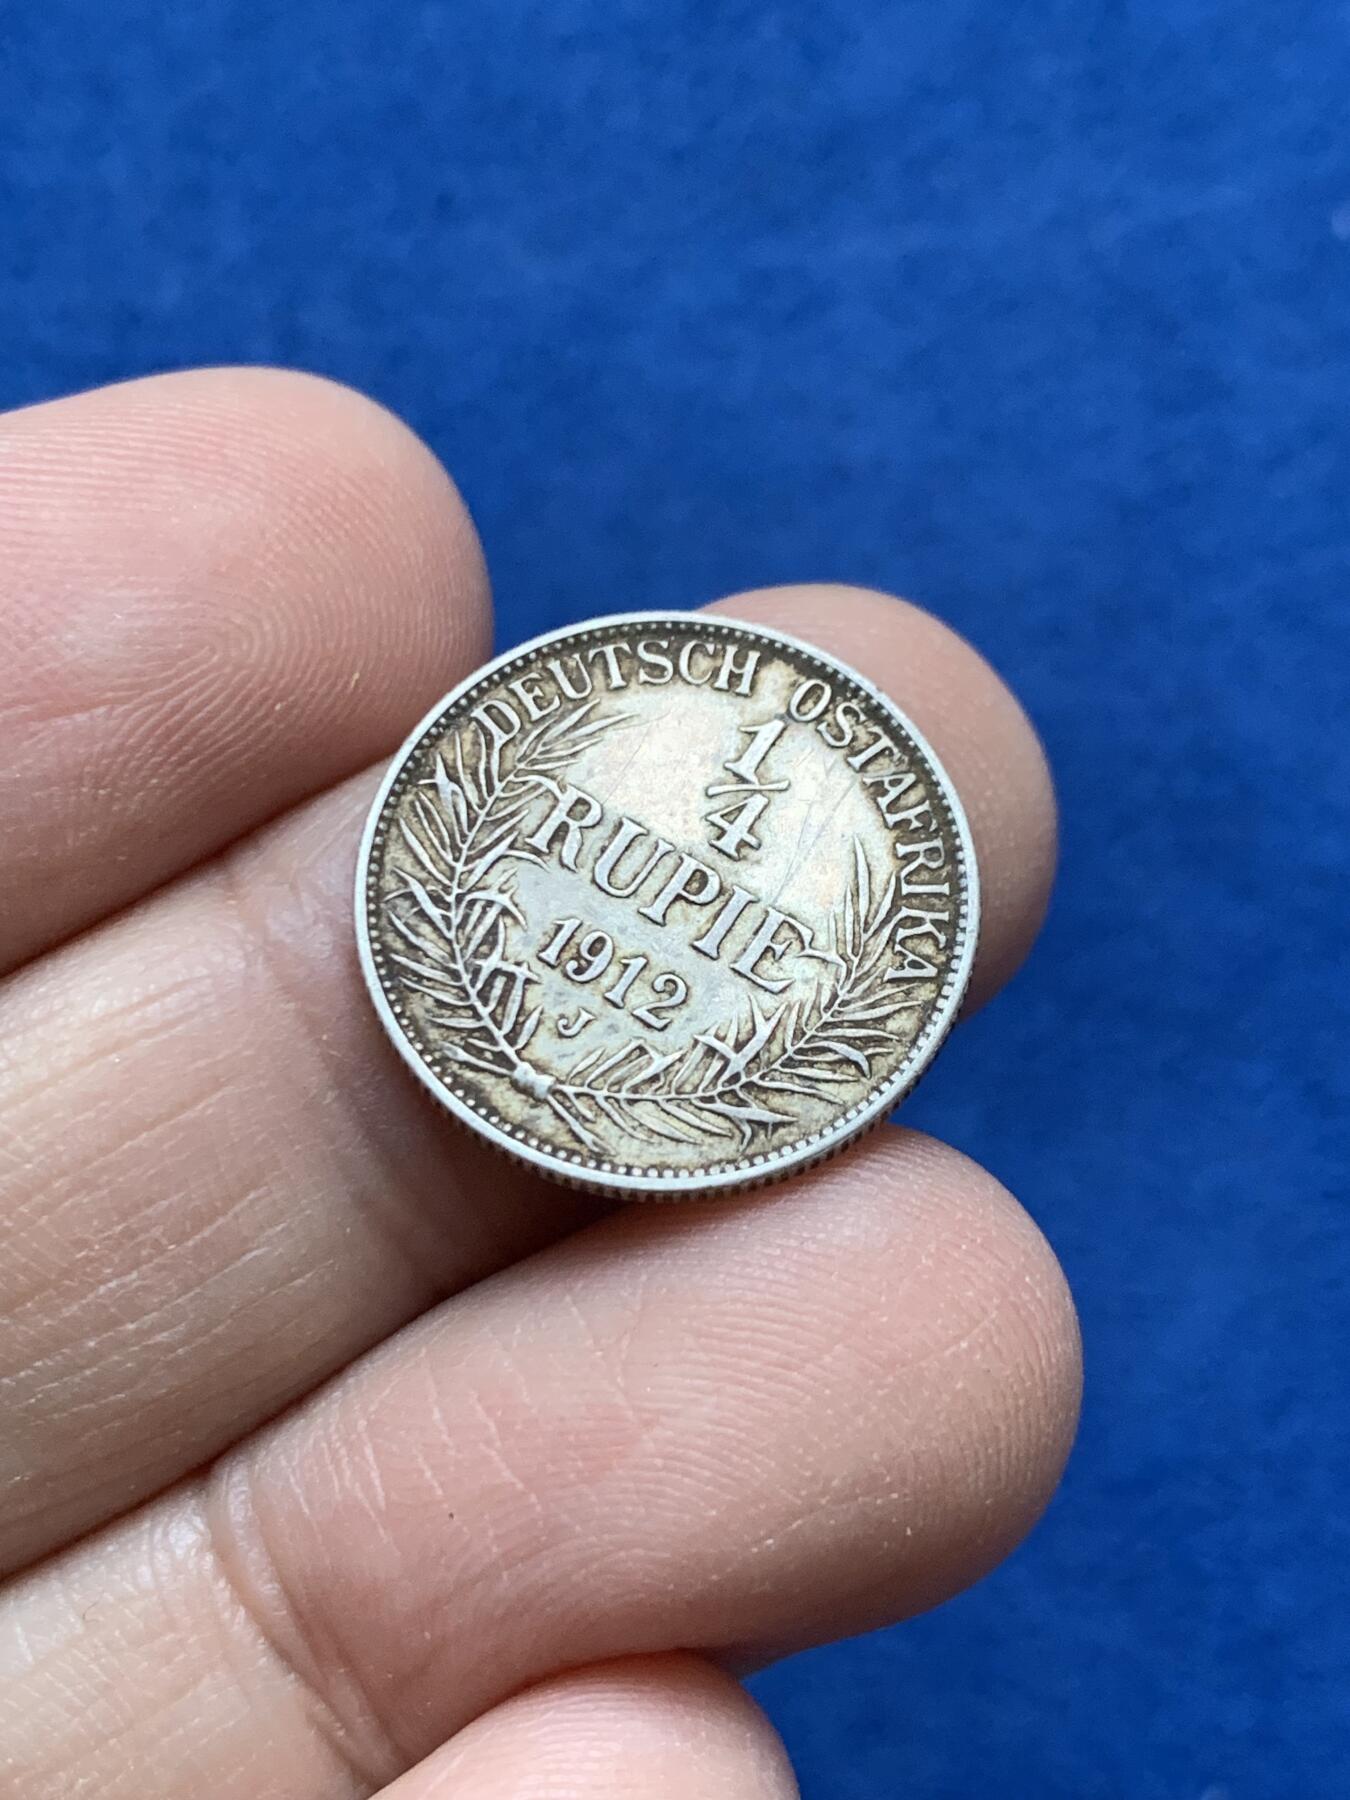 DEUTSCH OSTAFRIKA
1/4
RUPIE
1912
J